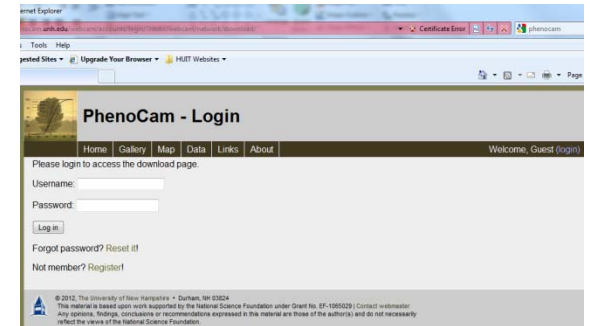 ernet Explorer
Certificate Error
phenocam
Tools Help
ested Sites Upgrade Your Browser HUIT Websites
Page
PhenoCam - Login
Home Gallery Map Data Links About Welcome, Guest (login)
Please login to access the download page.
Username:
Password:
Log in
Forgot password? Reset it!
Not member? Register!
© 2012, The University of New Hampshire • Durham, NH 03824
This material is based upon work supported by the National Science Foundation under Grant No. EF-1065029 | Contact webmaster
Any opinions, findings, conclusions or recommendations expressed in this material are those of the author(s) and do not necessarily
reflect the views of the National Science Foundation.